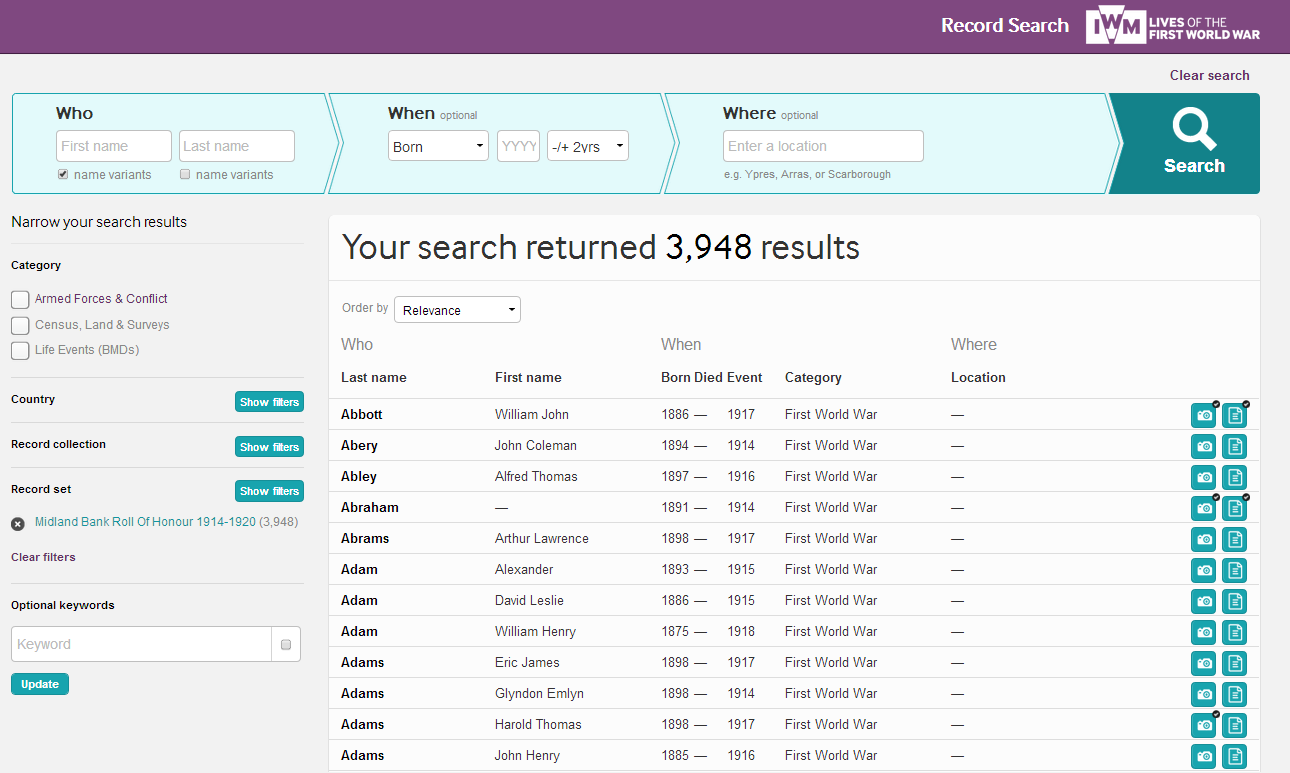 Record Search IWM LIVES OF THE
FIRST WORLD WAR
Clear search
Who
First name Last name
name variants name variants
When optional
Born YYYY -/+ 2yrs
Where optional
Enter a location
e.g. Ypres, Arras, or Scarborough
Search
Narrow your search results
Category
Armed Forces & Conflict
Census, Land & Surveys
Life Events (BMDs)
Country Show filters
Record collection Show filters
Record set Show filters
Midland Bank Roll Of Honour 1914-1920 (3,948)
Clear filters
Optional keywords
Keyword
Update
Your search returned 3,948 results
Order by Relevance
Who When Where
Last name First name Born Died Event Category Location
Abbott William John 1886 — 1917 First World War —
Abery John Coleman 1894 — 1914 First World War —
Abley Alfred Thomas 1897 — 1916 First World War —
Abraham — 1891 — 1914 First World War —
Abrams Arthur Lawrence 1898 — 1917 First World War —
Adam Alexander 1893 — 1915 First World War —
Adam David Leslie 1886 — 1915 First World War —
Adam William Henry 1875 — 1918 First World War —
Adams Eric James 1898 — 1917 First World War —
Adams Glyndon Emlyn 1898 — 1914 First World War —
Adams Harold Thomas 1898 — 1917 First World War —
Adams John Henry 1885 — 1916 First World War —